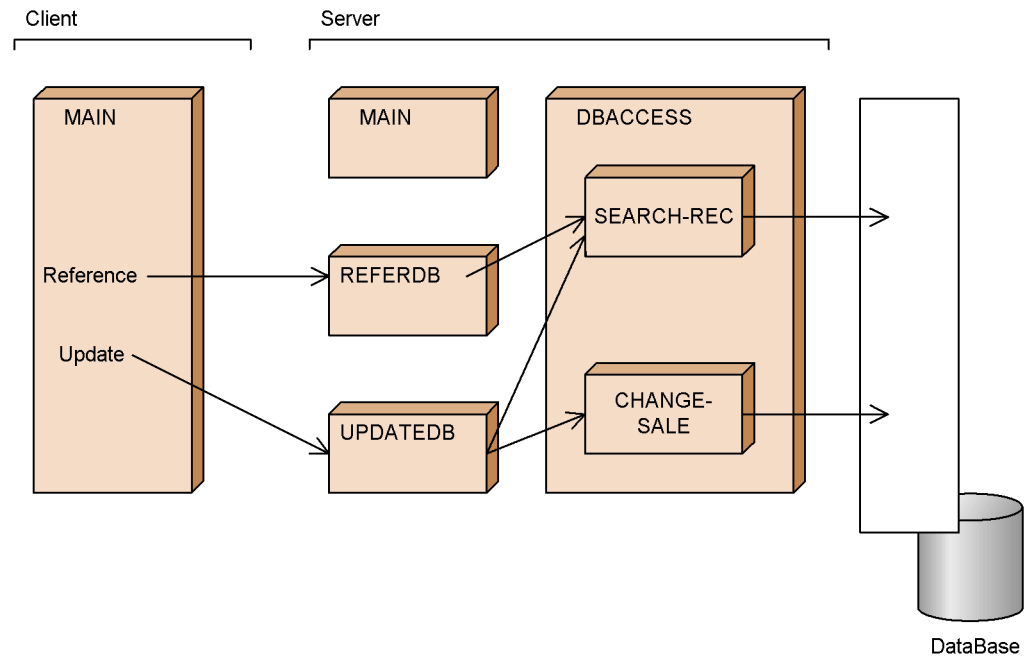 Client
Server
MAIN
MAIN
DBACCESS
SEARCH-REC
Reference
REFERDB
Update
CHANGE-
SALE
UPDATEDB
DataBase